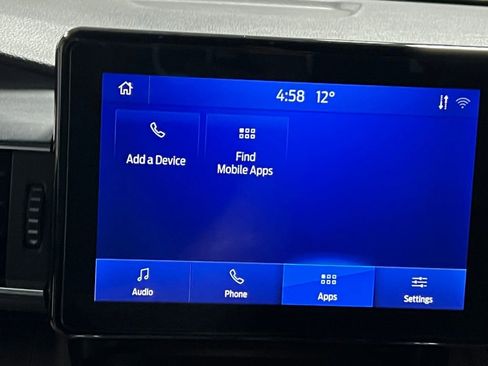 4:58 12°
Add a Device
Find
Mobile Apps
Audio
Phone
Apps
Settings